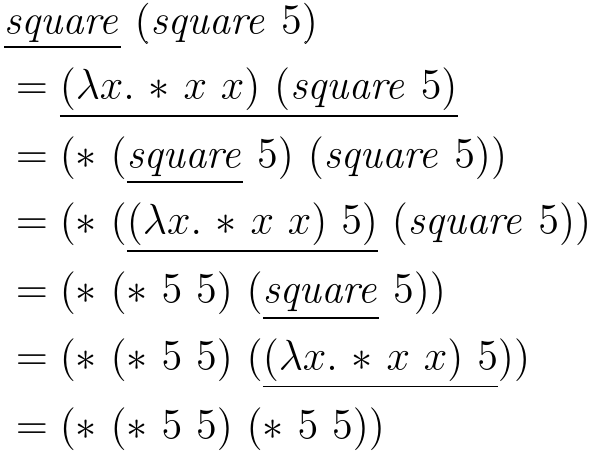 square (square 5)
= (λx. * x x) (square 5)
= (* (square 5) (square 5))
= (* ((λx. * x x) 5) (square 5))
= (* (* 5 5) (square 5))
= (* (* 5 5) ((λx. * x x) 5))
= (* (* 5 5) (* 5 5))